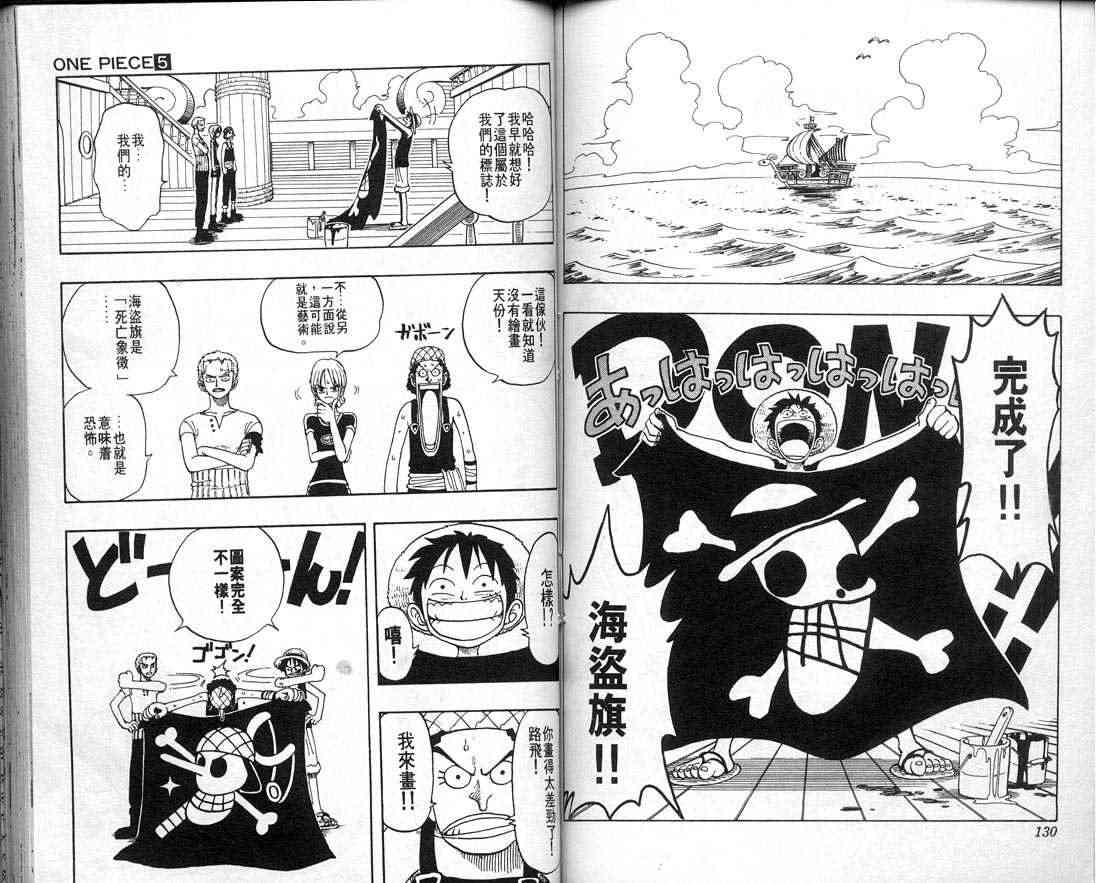 完成了!!
あっはっはっはっはっ
DON
!!
海盜旗!!
130
ONE PIECE 5
哈哈哈！
我早就想好
了這個屬於
我們的標誌！
我…
我們的…
這傢伙！
一看就知道
沒有繪畫
天份！
ガボーン
不…從另
一方面說
，這可能
就是藝術。
海盜旗是
「死亡象徵」
……
…也就是
意味著
恐怖。
怎樣?!
嘻！
你畫得太差勁了！
路飛！
我來畫!!
どーーん!
圖案完全
不一樣！
ゴゴン!